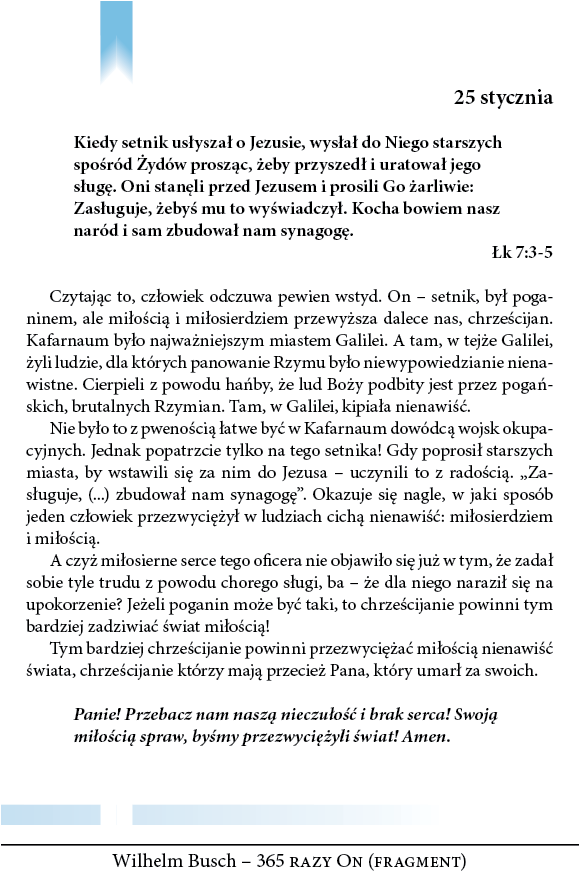 25 stycznia
Kiedy setnik usłyszał o Jezusie, wysłał do Niego starszych
spośród Żydów prosząc, żeby przyszedł i uratował jego
sługę. Oni stanęli przed Jezusem i prosili Go żarliwie:
Zasługuje, żebyś mu to wyświadczył. Kocha bowiem nasz
naród i sam zbudował nam synagogę.
Łk 7:3-5
Czytając to, człowiek odczuwa pewien wstyd. On – setnik, był poga-
ninem, ale miłością i miłosierdziem przewyższa dalece nas, chrześcijan.
Kafarnaum było najważniejszym miastem Galilei. A tam, w tejże Galilei,
żyli ludzie, dla których panowanie Rzymu było niewypowiedzianie niena-
wistne. Cierpieli z powodu hańby, że lud Boży podbity jest przez pogań-
skich, brutalnych Rzymian. Tam, w Galilei, kipiała nienawiść.
Nie było to z pwenością łatwe być w Kafarnaum dowódcą wojsk okupa-
cyjnych. Jednak popatrzcie tylko na tego setnika! Gdy poprosił starszych
miasta, by wstawili się za nim do Jezusa – uczynili to z radością. „Za-
sługuje, (...) zbudował nam synagogę”. Okazuje się nagle, w jaki sposób
jeden człowiek przezwyciężył w ludziach cichą nienawiść: miłosierdziem
i miłością.
A czyż miłosierne serce tego oficera nie objawiło się już w tym, że zadał
sobie tyle trudu z powodu chorego sługi, ba – że dla niego naraził się na
upokorzenie? Jeżeli poganin może być taki, to chrześcijanie powinni tym
bardziej zadziwiać świat miłością!
Tym bardziej chrześcijanie powinni przezwyciężać miłością nienawiść
świata, chrześcijanie którzy mają przecież Pana, który umarł za swoich.
Panie! Przebacz nam naszą nieczułość i brak serca! Swoją
miłością spraw, byśmy przezwyciężyli świat! Amen.
Wilhelm Busch – 365 RAZY ON (FRAGMENT)